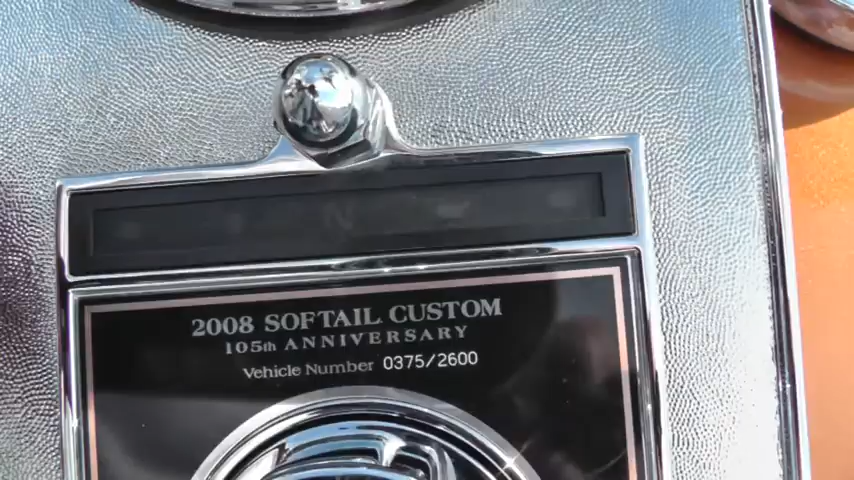 2008 SOFTAIL CUSTOM
105th ANNIVERSARY
Vehicle Number 0375/2600